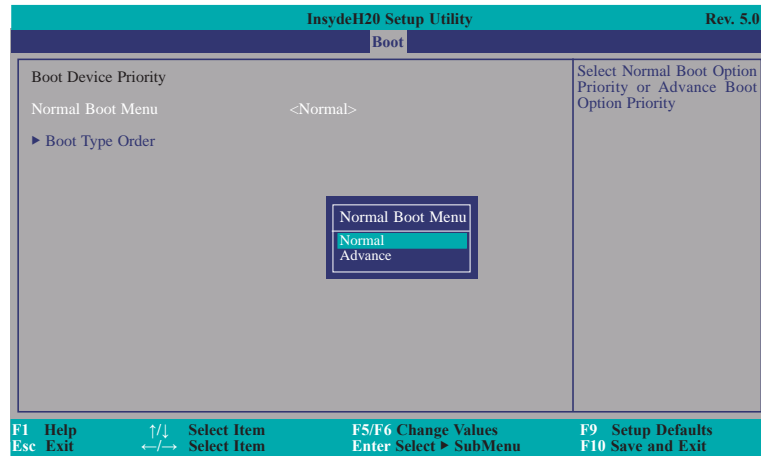 InsydeH20 Setup Utility Rev. 5.0
Boot
Boot Device Priority
Normal Boot Menu <Normal>
▶ Boot Type Order
Select Normal Boot Option
Priority or Advance Boot
Option Priority
Normal Boot Menu
Normal
Advance
F1 Help ↑/↓ Select Item F5/F6 Change Values F9 Setup Defaults
Esc Exit ←/→ Select Item Enter Select ▶ SubMenu F10 Save and Exit